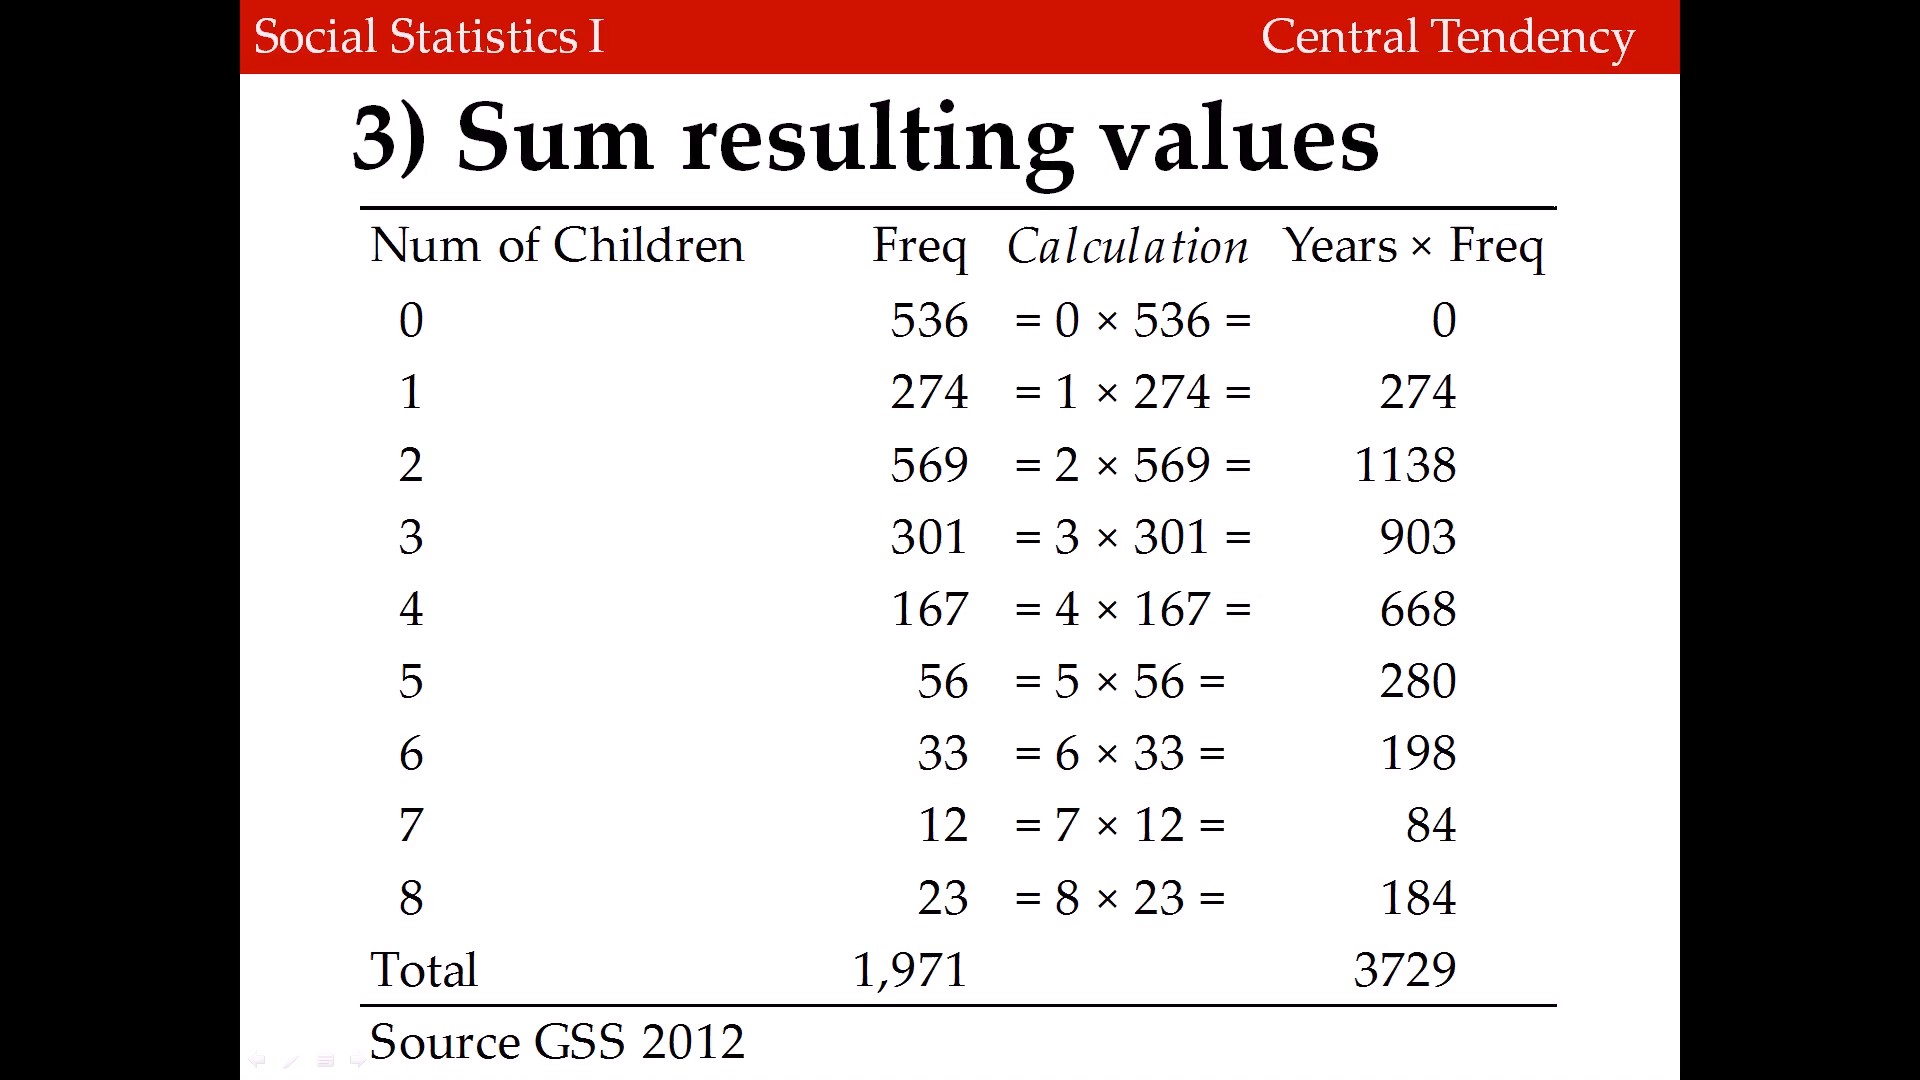 Social Statistics I Central Tendency
3) Sum resulting values
Num of Children Freq Calculation Years × Freq
0 536 = 0 × 536 = 0
1 274 = 1 × 274 = 274
2 569 = 2 × 569 = 1138
3 301 = 3 × 301 = 903
4 167 = 4 × 167 = 668
5 56 = 5 × 56 = 280
6 33 = 6 × 33 = 198
7 12 = 7 × 12 = 84
8 23 = 8 × 23 = 184
Total 1,971 3729
Source GSS 2012